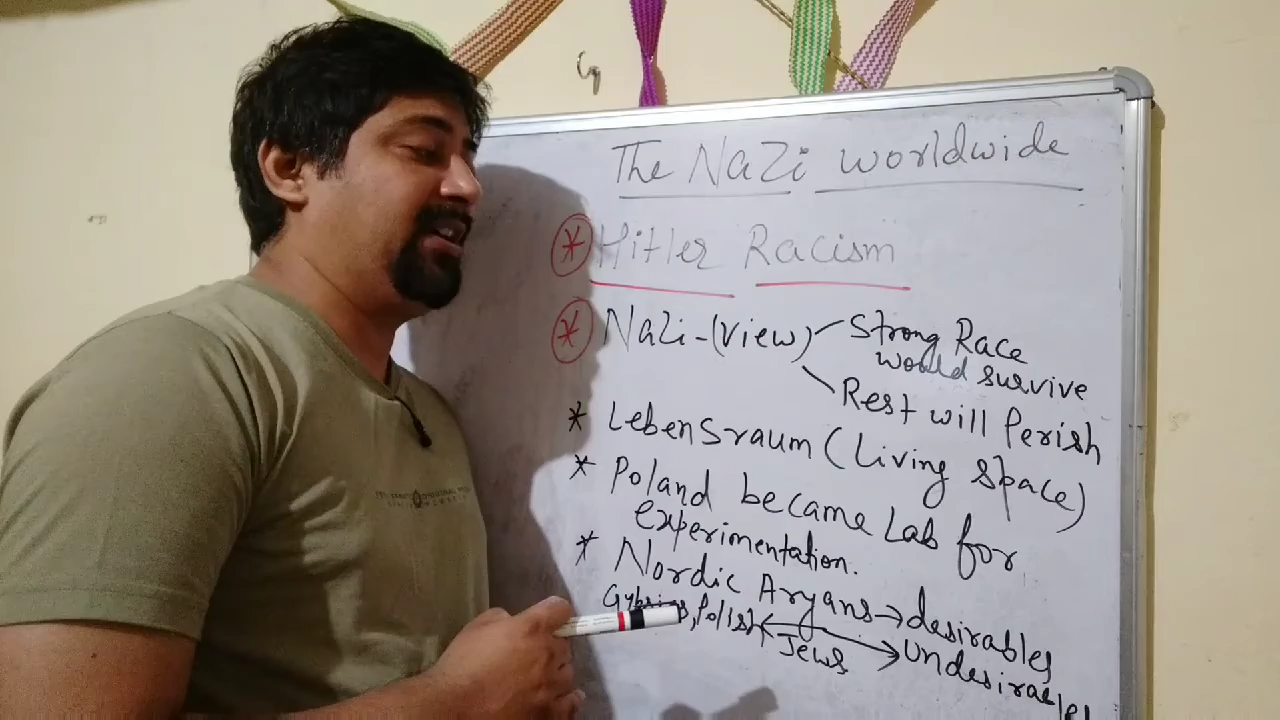 The Nazi worldwide
* Hitler Racism
* Nazi-(view) Strong Race
would survive
Rest will Perish
* Lebensraum (living space)
* Poland became Lab for
experimentation.
* Nordic Aryans→desirables
Polish
Jews